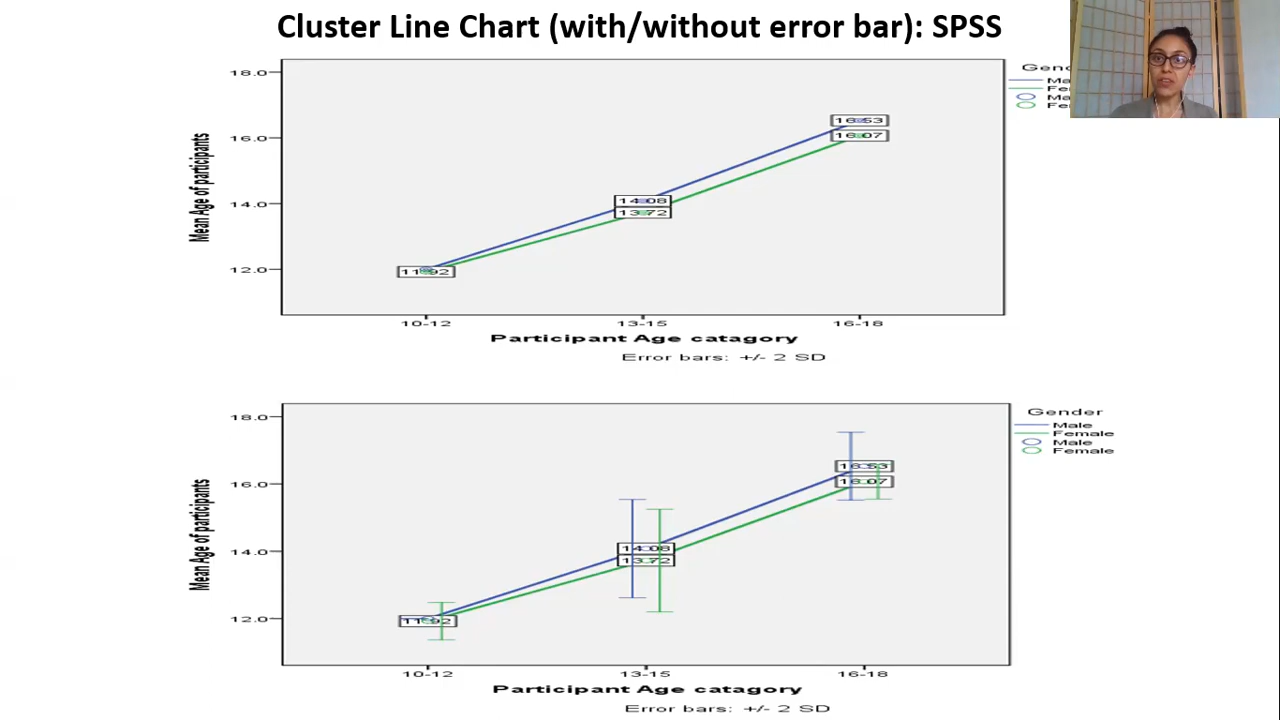 Cluster Line Chart (with/without error bar): SPSS
Mean Age of participants
18.0
16.0
14.0
12.0
16.53
16.07
14.08
13.72
11.92
10-12 13-15 16-18
Participant Age catagory
Error bars: +/- 2 SD
Mean Age of participants
18.0
16.0
14.0
12.0
16.53
16.07
14.08
13.72
11.92
10-12 13-15 16-18
Participant Age catagory
Error bars: +/- 2 SD
Gender
Male
Female
Male
Female